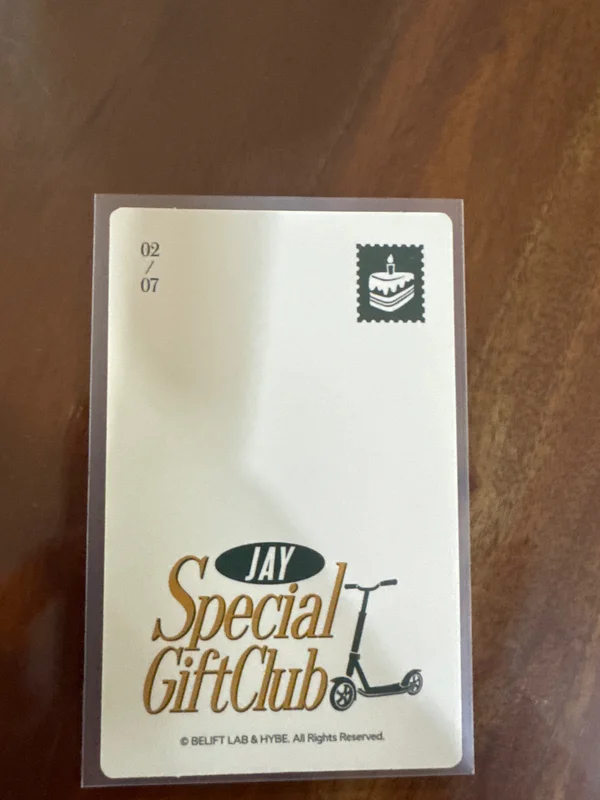 02
/
07
JAY
Special
GiftClub
© BELIFT LAB & HYBE. All Rights Reserved.